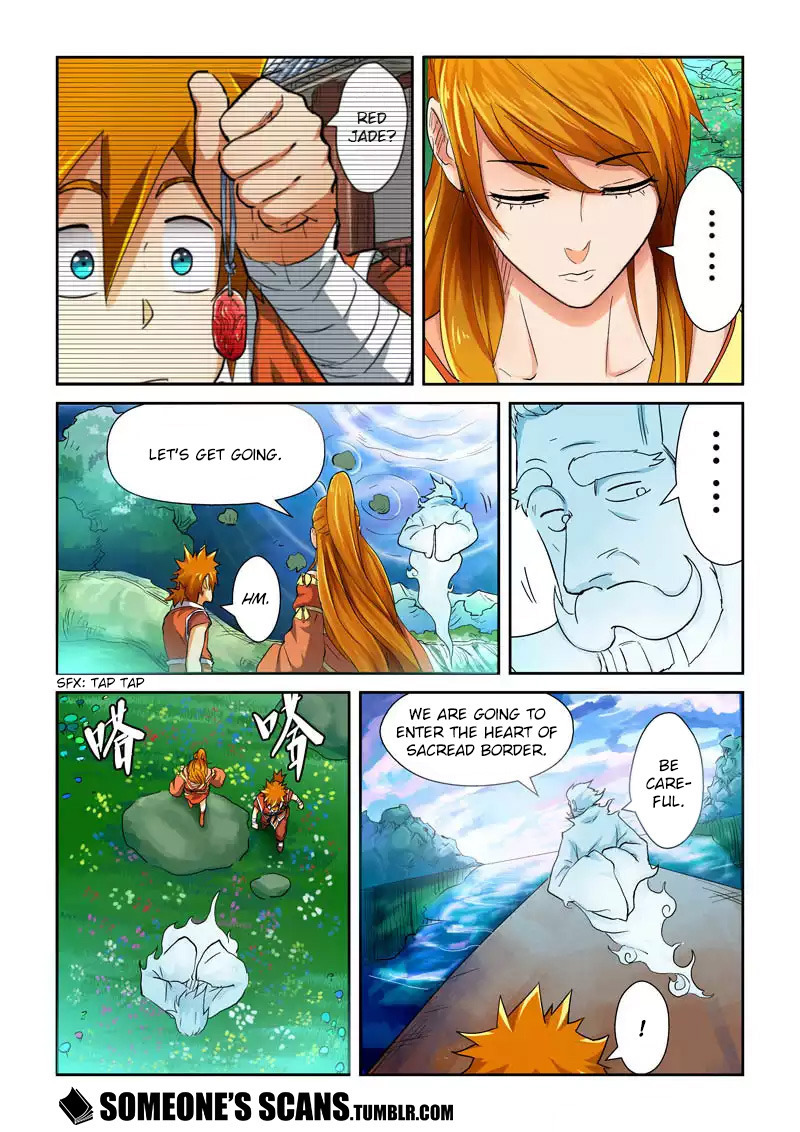 RED
JADE?
......
LET'S GET GOING.
HM.
......
SFX: TAP TAP
嗒 嗒
WE ARE GOING TO
ENTER THE HEART OF
SACREAD BORDER.
BE
CARE-
FUL.
!
SOMEONE'S SCANS.TUMBLR.COM